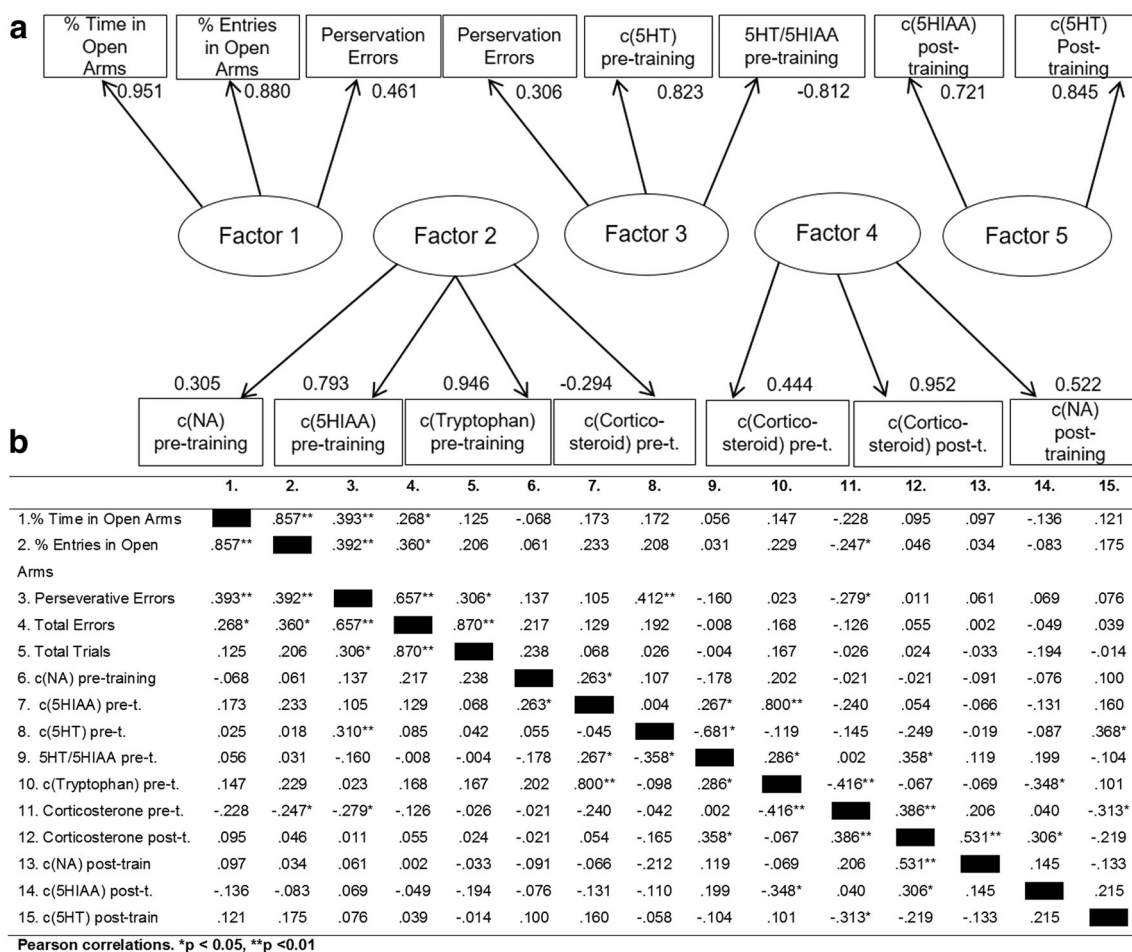 a
% Time in
Open
Arms
% Entries
in Open
Arms
Perservation
Errors
Perservation
Errors
c(5HT)
pre-training
5HT/5HIAA
pre-training
c(5HIAA)
post-
training
c(5HT)
Post-
training
0.951 0.880 0.461 0.306 0.823 -0.812 0.721 0.845
Factor 1 Factor 2 Factor 3 Factor 4 Factor 5
0.305 0.793 0.946 -0.294 0.444 0.952 0.522
c(NA)
pre-training
c(5HIAA)
pre-training
c(Tryptophan)
pre-training
c(Cortico-
steroid) pre-t.
c(Cortico-
steroid) pre-t.
c(Cortico-
steroid) post-t.
c(NA)
post-
training
b
1. 2. 3. 4. 5. 6. 7. 8. 9. 10. 11. 12. 13. 14. 15.
1.% Time in Open Arms .857** .393** .268* .125 -.068 .173 .172 .056 .147 -.228 .095 .097 -.136 .121
2. % Entries in Open .857** .392** .360* .206 .061 .233 .208 .031 .229 -.247* .046 .034 -.083 .175
Arms
3. Perseverative Errors .393** .392** .657** .306* .137 .105 .412** -.160 .023 -.279* .011 .061 .069 .076
4. Total Errors .268* .360* .657** .870** .217 .129 .192 -.008 .168 -.126 .055 .002 -.049 .039
5. Total Trials .125 .206 .306* .870** .238 .068 .026 -.004 .167 -.026 .024 -.033 -.194 -.014
6. c(NA) pre-training -.068 .061 .137 .217 .238 .263* .107 -.178 .202 -.021 -.021 -.091 -.076 .100
7. c(5HIAA) pre-t. .173 .233 .105 .129 .068 .263* .004 .267* .800** -.240 .054 -.066 -.131 .160
8. c(5HT) pre-t. .025 .018 .310** .085 .042 .055 -.045 -.681* -.119 -.145 -.249 -.019 -.087 .368*
9. 5HT/5HIAA pre-t. .056 .031 -.160 -.008 -.004 -.178 .267* -.358* .286* .002 .358* .119 .199 -.104
10. c(Tryptophan) pre-t. .147 .229 .023 .168 .167 .202 .800** -.098 .286* -.416** -.067 -.069 -.348* .101
11. Corticosterone pre-t. -.228 -.247* -.279* -.126 -.026 -.021 -.240 -.042 .002 -.416** .386** .206 .040 -.313*
12. Corticosterone post-t. .095 .046 .011 .055 .024 -.021 .054 -.165 .358* -.067 .386** .531** .306* -.219
13. c(NA) post-train .097 .034 .061 .002 -.033 -.091 -.066 -.212 .119 -.069 .206 .531** .145 -.133
14. c(5HIAA) post-t. -.136 -.083 .069 -.049 -.194 -.076 -.131 -.110 .199 -.348* .040 .306* .145 .215
15. c(5HT) post-train .121 .175 .076 .039 -.014 .100 .160 -.058 -.104 .101 -.313* -.219 -.133 .215
Pearson correlations. *p < 0.05, **p <0.01